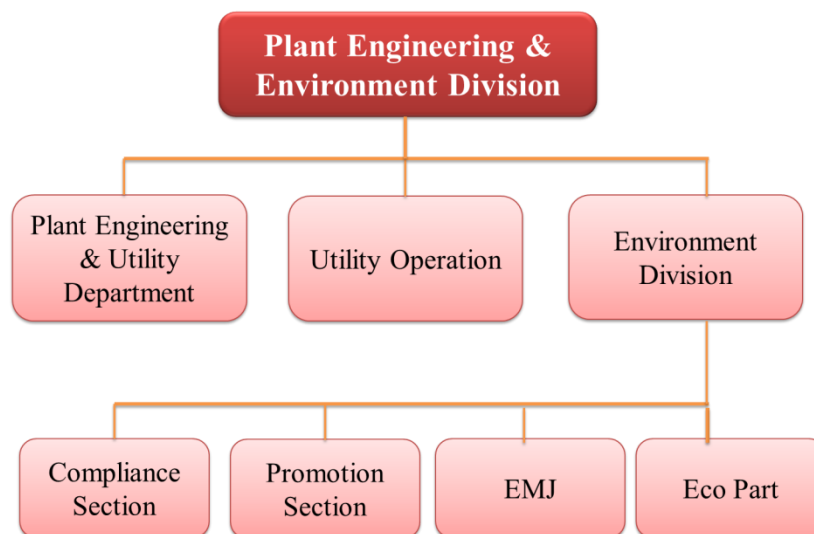 Plant Engineering &
Environment Division
Plant Engineering
& Utility
Department
Utility Operation
Environment
Division
Compliance
Section
Promotion
Section
EMJ
Eco Part